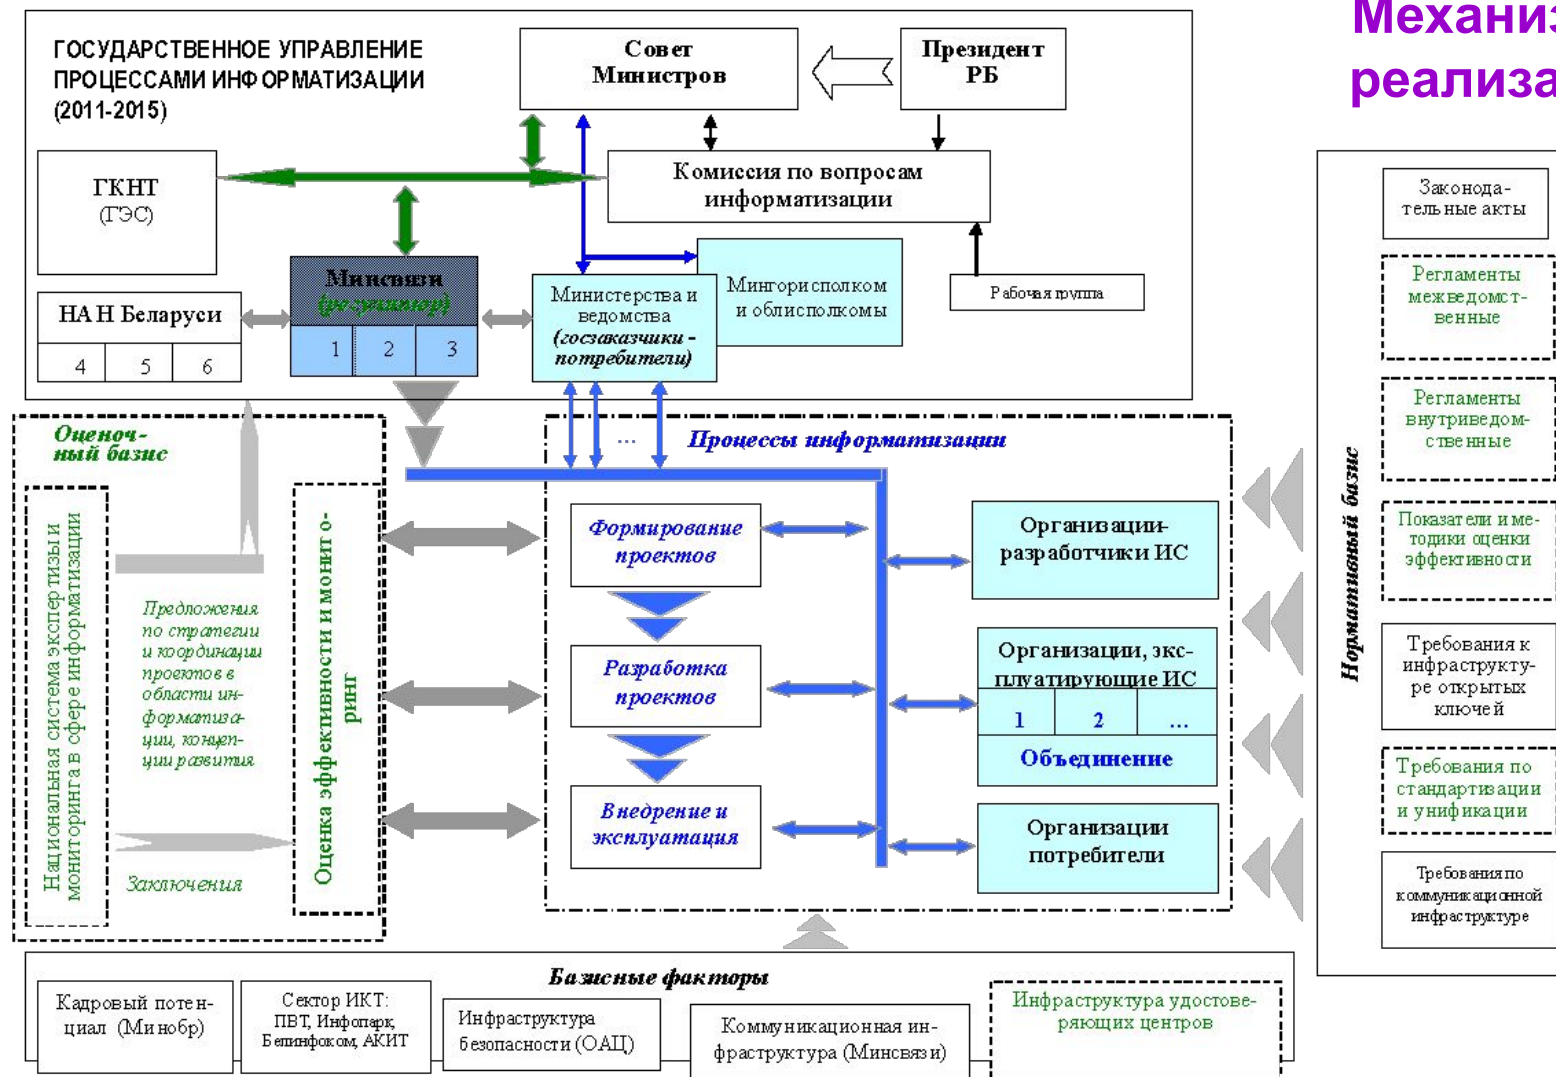 Механиз
реализа
ГОСУДАРСТВЕННОЕ УПРАВЛЕНИЕ
ПРОЦЕССАМИ ИНФОРМАТИЗАЦИИ
(2011-2015)
Совет
Министров
Президент
РБ
ГКНТ
(ГЭС)
Комиссия по вопросам
информатизации
Минсвязи
(регулятор)
1 2 3
НАН Беларуси
4 5 6
Министерства и
ведомства
(госзаказчики -
потребители)
Мингорисполком
и облисполкомы
Рабочая группа
Оценоч-
ный базис
Национальная система экспертизы и
мониторинга в сфере информатизации
Предложения
по стратегии
и координации
проектов в
области ин-
форматиза-
ции, концеп-
ции развития
Заключения
Оценка эффективности и монито-
ринг
...
Процессы информатизации
Формирование
проектов
Разработка
проектов
Внедрение и
эксплуатация
Организации-
разработчики ИС
Организации, экс-
плуатирующие ИС
1 2 ...
Объединение
Организации
потребители
Нормативный базис
Законода-
тельные акты
Регламенты
межведомст-
венные
Регламенты
внутриведом-
ственные
Показатели и ме-
тодики оценки
эффективности
Требования к
инфраструкту-
ре открытых
ключей
Требования по
стандартизации
и унификации
Требования по
коммуникационной
инфраструктуре
Базисные факторы
Кадровый потен-
циал (Минобр)
Сектор ИКТ:
ПВТ, Инфопарк,
Белинфоком, АКИТ
Инфраструктура
безопасности (ОАЦ)
Коммуникационная ин-
фраструктура (Минсвязи)
Инфраструктура удостове-
ряющих центров